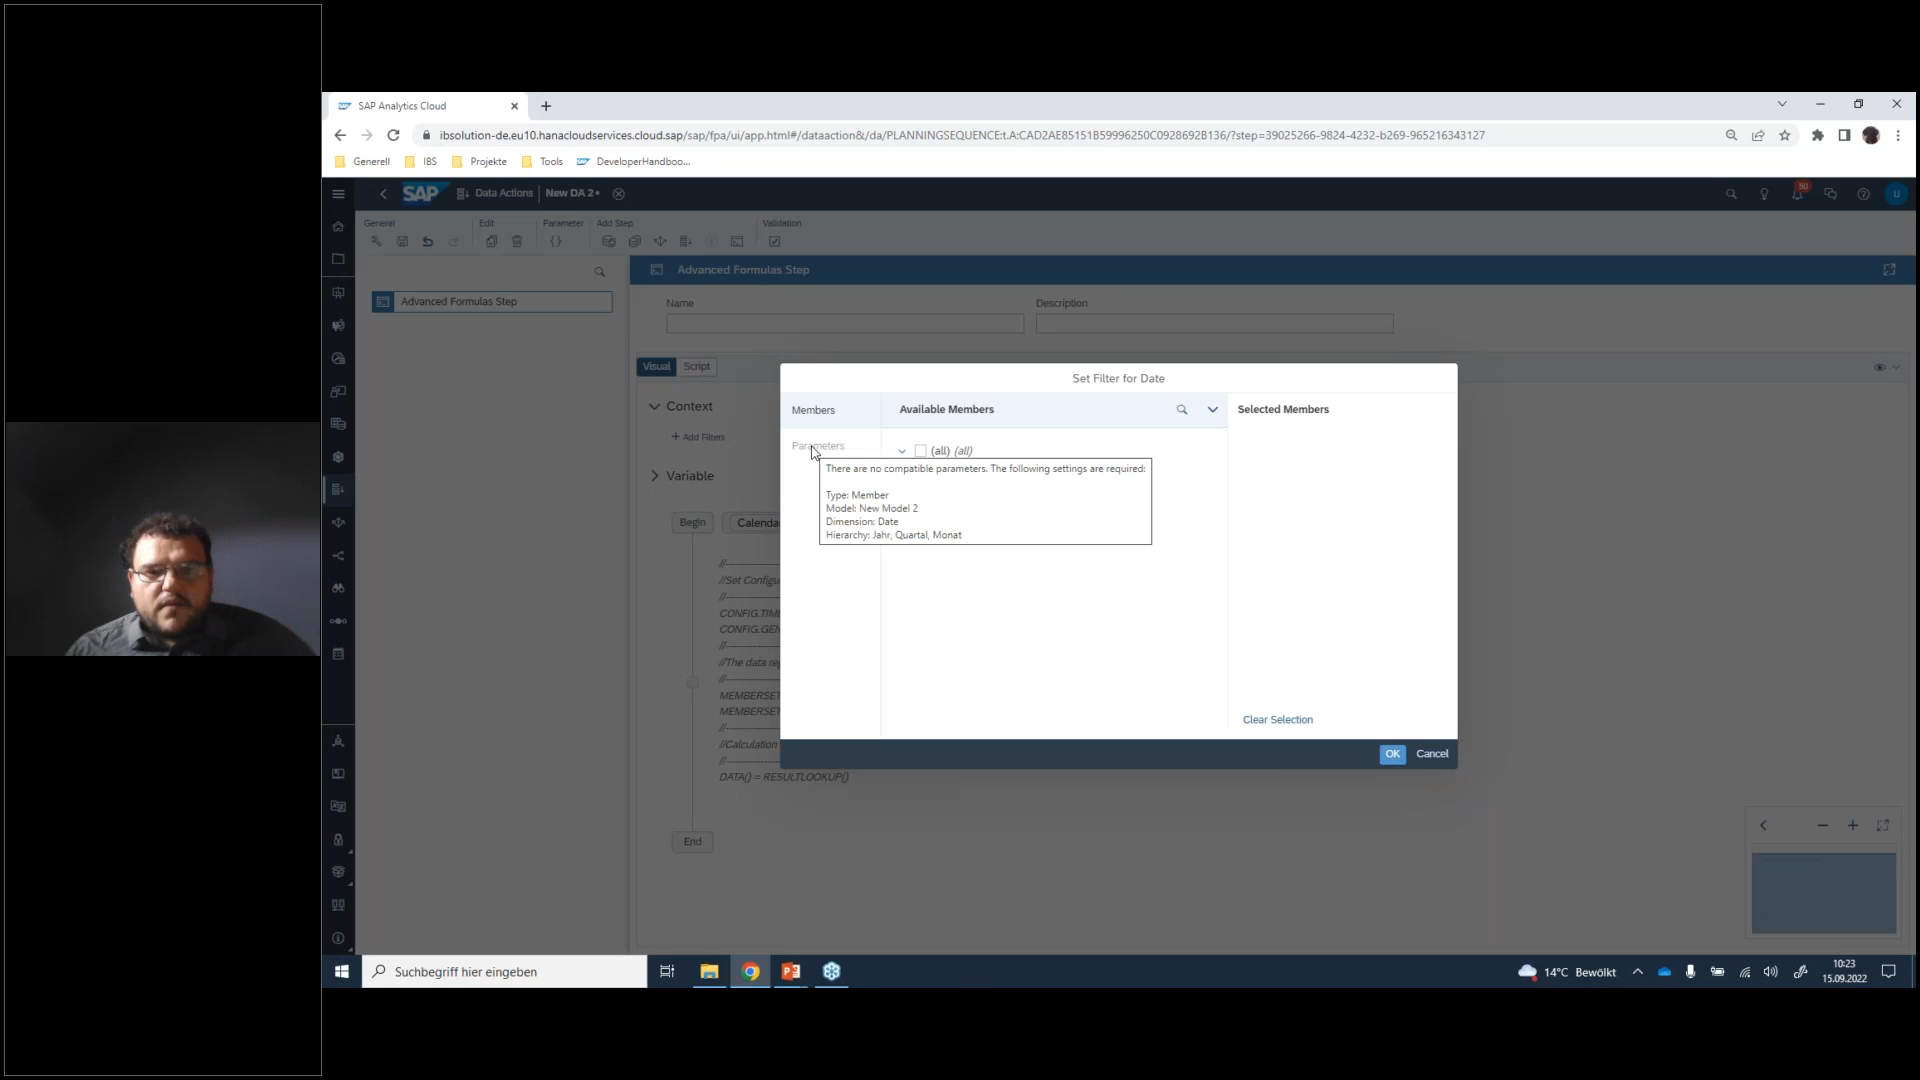 SAP Analytics Cloud
ibsolution-de.eu10.hanacloudservices.cloud.sap/sap/fpa/ui/app.html#/dataaction&/da/PLANNINGSEQUENCE:t.A:CAD2AE85151B59996250C0928692B136/?step=39025266-9824-4232-b269-965216343127
Generell IBS Projekte Tools DeveloperHandboo...
SAP Data Actions New DA 2* 50 U
General Edit Parameter Add Step Validation
Advanced Formulas Step
Advanced Formulas Step
Name Description
Visual Script
Set Filter for Date
Context
Members Available Members Selected Members
+ Add Filters
Parameters
(all) (all)
There are no compatible parameters. The following settings are required:
Variable
Type: Member
Model: New Model 2
Dimension: Date
Hierarchy: Jahr, Quartal, Monat
Begin Calenda
//Set Configu
CONFIG.TIM
CONFIG.GEN
//The data re
MEMBERSET
MEMBERSET
Clear Selection
//Calculation
OK Cancel
DATA() = RESULTLOOKUP()
End
Suchbegriff hier eingeben
14°C Bewölkt
10:23
15.09.2022